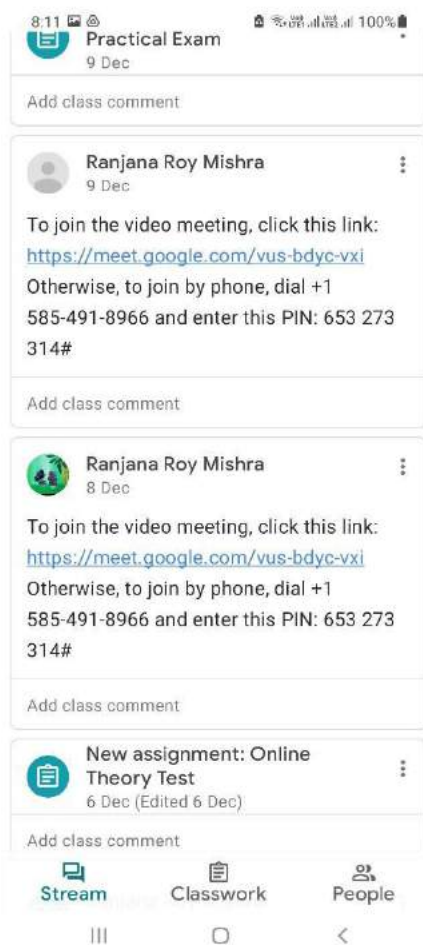 8:11 100%
Practical Exam
9 Dec
Add class comment
Ranjana Roy Mishra
9 Dec
To join the video meeting, click this link:
https://meet.google.com/vus-bdyc-vxi
Otherwise, to join by phone, dial +1
585-491-8966 and enter this PIN: 653 273
314#
Add class comment
Ranjana Roy Mishra
8 Dec
To join the video meeting, click this link:
https://meet.google.com/vus-bdyc-vxi
Otherwise, to join by phone, dial +1
585-491-8966 and enter this PIN: 653 273
314#
Add class comment
New assignment: Online
Theory Test
6 Dec (Edited 6 Dec)
Add class comment
Stream Classwork People